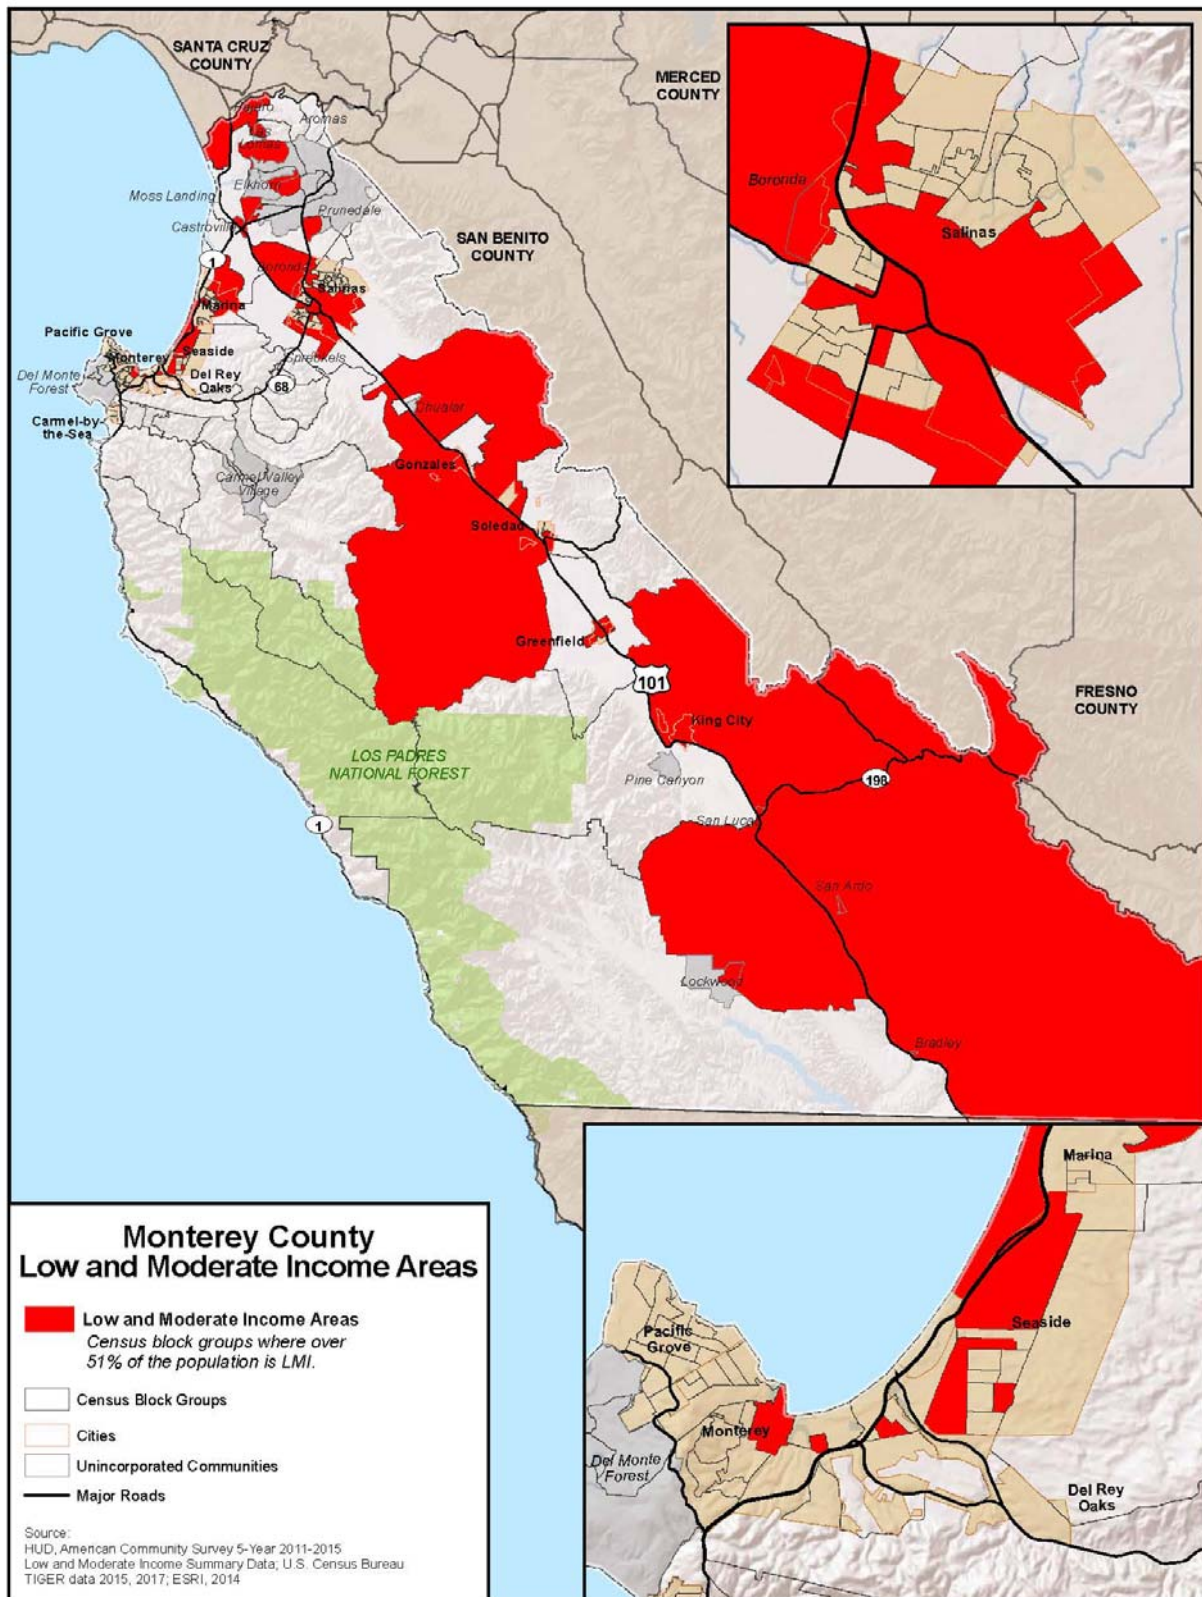 SANTA CRUZ
COUNTY
MERCED
COUNTY
Pajaro
Aromas
Las
Lomas
Elkhorn
Moss Landing
Prunedale
Castroville
SAN BENITO
COUNTY
1
Boronda
Salinas
Marina
Pacific Grove
Monterey
Seaside
Spreckels
Del Monte
Forest
Del Rey
Oaks
68
Carmel-by-
the-Sea
Chualar
Gonzales
Carmel Valley
Village
Soledad
Greenfield
101
FRESNO
COUNTY
King City
LOS PADRES
NATIONAL FOREST
Pine Canyon
198
San Lucas
1
San Ardo
Lockwood
Bradley
Boronda
Salinas
Marina
Seaside
Pacific
Grove
Monterey
Del Monte
Forest
Del Rey
Oaks
Monterey County
Low and Moderate Income Areas
Low and Moderate Income Areas
Census block groups where over
51% of the population is LMI.
Census Block Groups
Cities
Unincorporated Communities
Major Roads
Source:
HUD, American Community Survey 5-Year 2011-2015
Low and Moderate Income Summary Data; U.S. Census Bureau
TIGER data 2015, 2017; ESRI, 2014